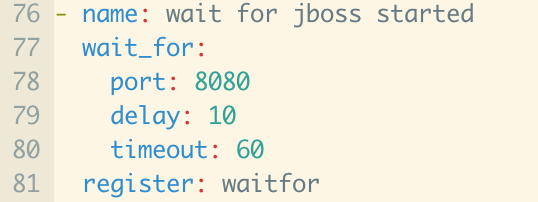 76 - name: wait for jboss started
77   wait_for:
78     port: 8080
79     delay: 10
80     timeout: 60
81   register: waitfor